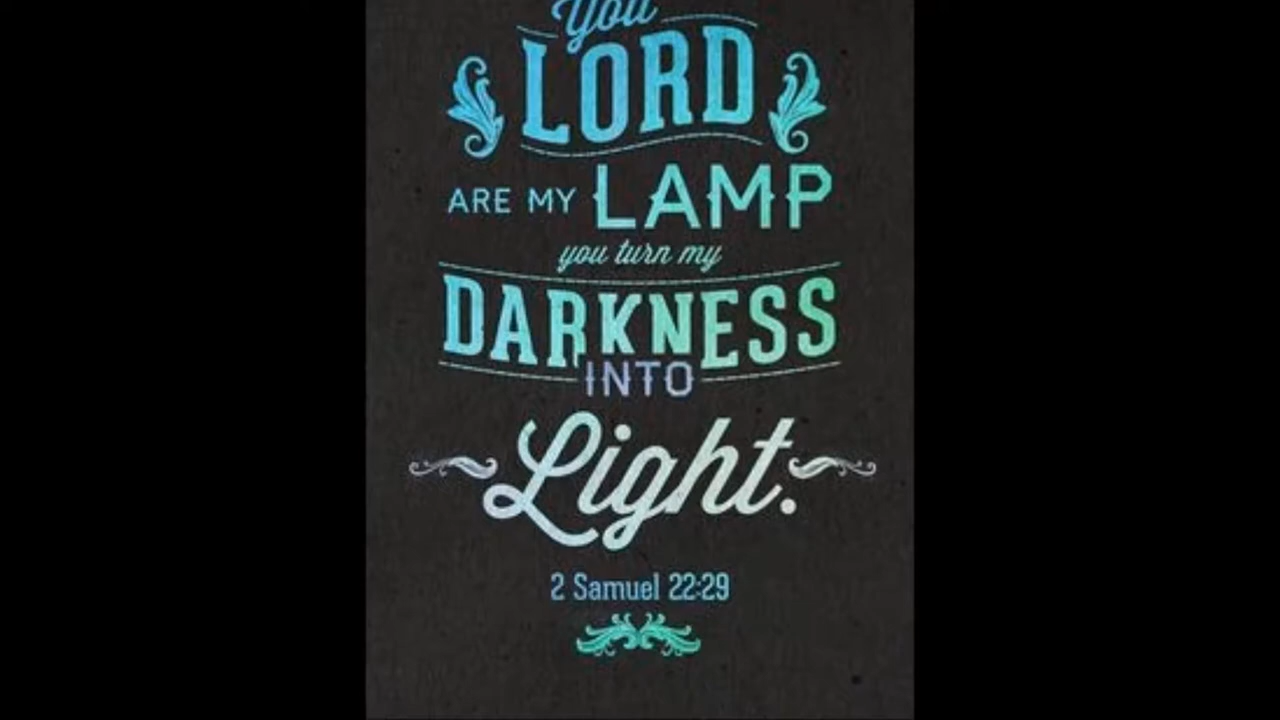 You
LORD
ARE MY LAMP
you turn my
DARKNESS
INTO
Light.
2 Samuel 22:29